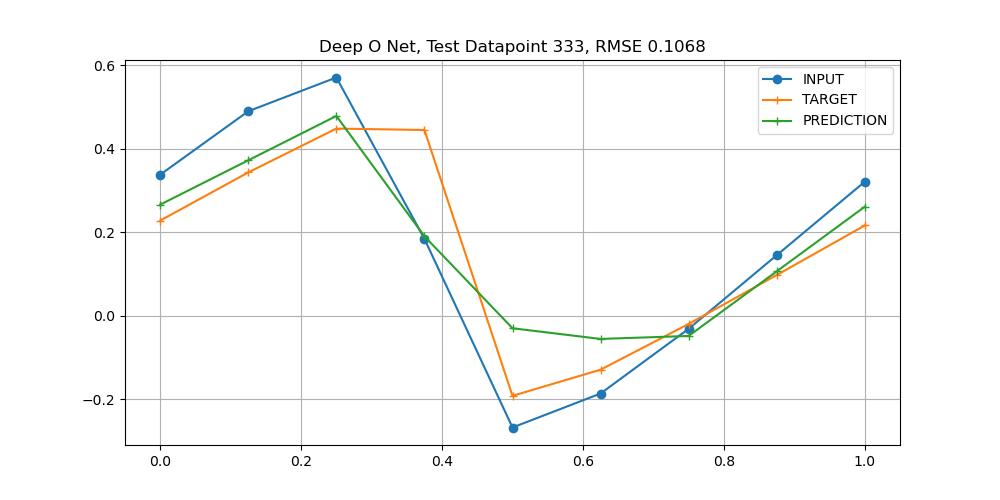 Deep O Net, Test Datapoint 333, RMSE 0.1068
INPUT
TARGET
PREDICTION
0.6
0.4
0.2
0.0
−0.2
0.0 0.2 0.4 0.6 0.8 1.0